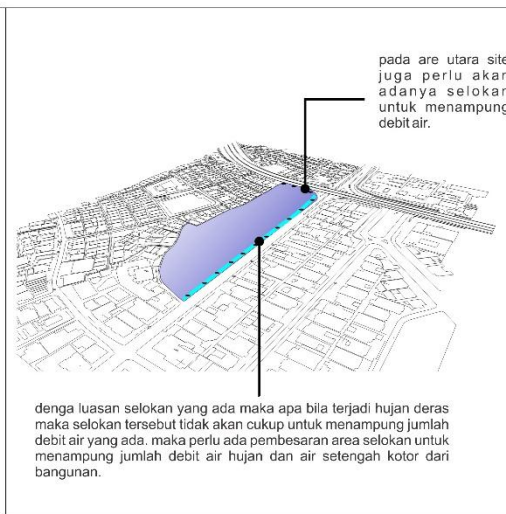 pada are utara site
juga perlu akan
adanya selokan
untuk menampung
debit air.
denga luasan selokan yang ada maka apa bila terjadi hujan deras
maka selokan tersebut tidak akan cukup untuk menampung jumlah
debit air yang ada. maka perlu ada pembesaran area selokan untuk
menampung jumlah debit air hujan dan air setengah kotor dari
bangunan.